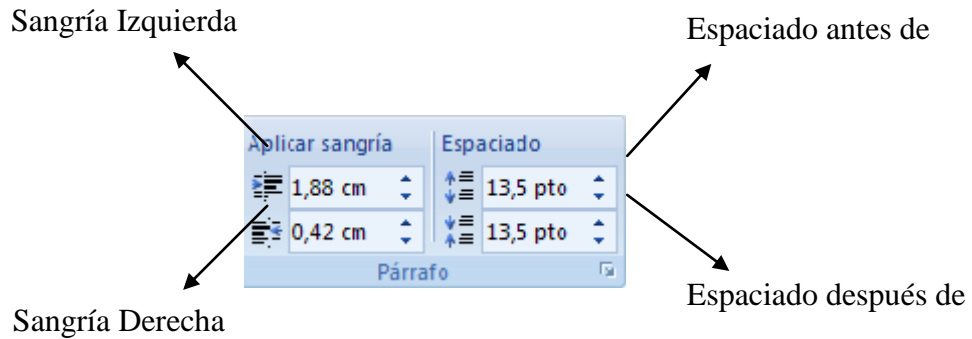 Sangría Izquierda
Espaciado antes de
Aplicar sangría
Espaciado
1,88 cm
13,5 pto
0,42 cm
13,5 pto
Párrafo
Espaciado después de
Sangría Derecha